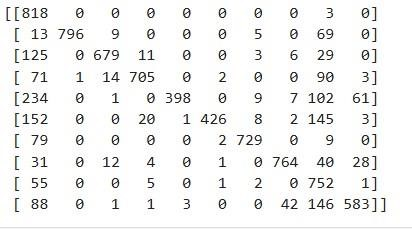 [[818 0 0 0 0 0 0 0 3 0]
[ 13 796 9 0 0 0 5 0 69 0]
[125 0 679 11 0 0 3 6 29 0]
[ 71 1 14 705 0 2 0 0 90 3]
[234 0 1 0 398 0 9 7 102 61]
[152 0 0 20 1 426 8 2 145 3]
[ 79 0 0 0 0 2 729 0 9 0]
[ 31 0 12 4 0 1 0 764 40 28]
[ 55 0 0 5 0 1 2 0 752 1]
[ 88 0 1 1 3 0 0 42 146 583]]